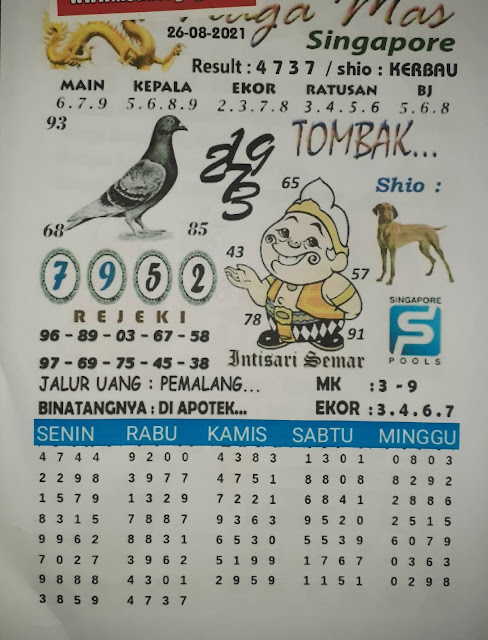 Naga Mas
26-08-2021
Singapore
Result : 4 7 3 7 / shio : KERBAU
MAIN KEPALA EKOR RATUSAN BJ
6.7.9 5.6.8.9 2.3.7.8 3.4.5.6 5.6.8
93
TOMBAK...
65
Shio :
68 85
43
57
7 9 5 2
SINGAPORE
POOLS
78
91
REJEKI
96 - 89 - 03 - 67 - 58
97 - 69 - 75 - 45 - 38
Intisari Semar
JALUR UANG : PEMALANG... MK : 3 - 9
BINATANGNYA : DI APOTEK... EKOR : 3.4.6.7
SENIN RABU KAMIS SABTU MINGGU
4 7 4 4 9 2 0 0 4 3 8 3 1 3 0 1 0 8 0 3
2 2 9 8 3 9 7 7 4 7 5 1 8 8 0 8 8 2 9 2
1 5 7 9 1 3 2 9 7 2 2 1 6 8 4 1 2 8 8 6
8 3 1 5 7 8 8 7 9 3 6 3 9 5 2 0 2 5 1 5
9 9 6 2 8 8 3 1 6 5 3 0 5 5 3 9 6 0 7 9
7 0 2 7 3 9 6 2 5 1 9 9 1 7 6 7 0 3 6 3
9 8 8 8 4 3 0 1 2 9 5 9 1 1 5 1 0 2 9 8
3 8 5 9 4 7 3 7